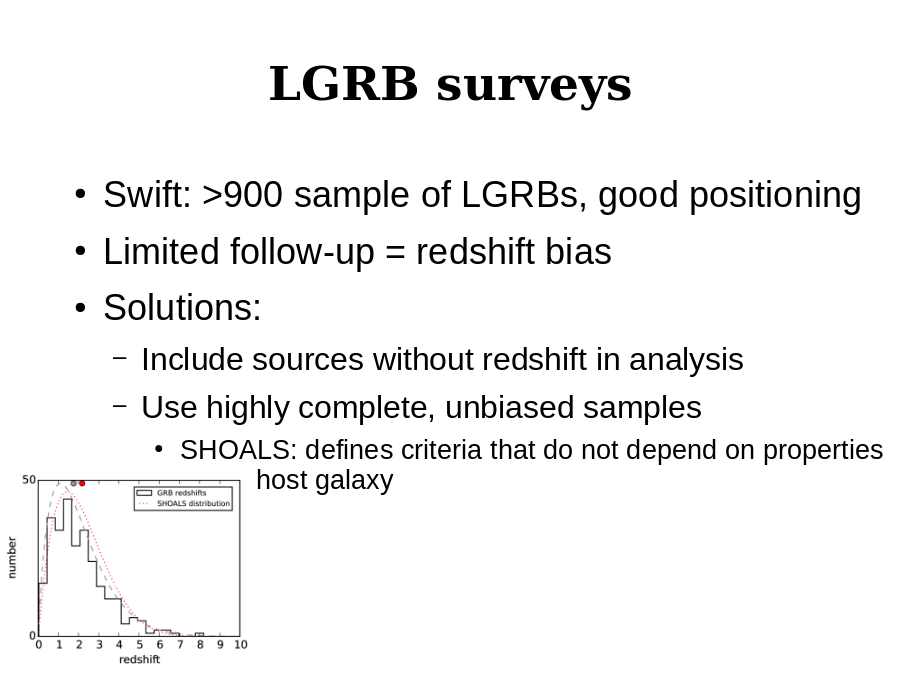 LGRB surveys
• Swift: >900 sample of LGRBs, good positioning
• Limited follow-up = redshift bias
• Solutions:
– Include sources without redshift in analysis
– Use highly complete, unbiased samples
• SHOALS: defines criteria that do not depend on properties
host galaxy
50
GRB redshifts
SHOALS distribution
number
0
0 1 2 3 4 5 6 7 8 9 10
redshift